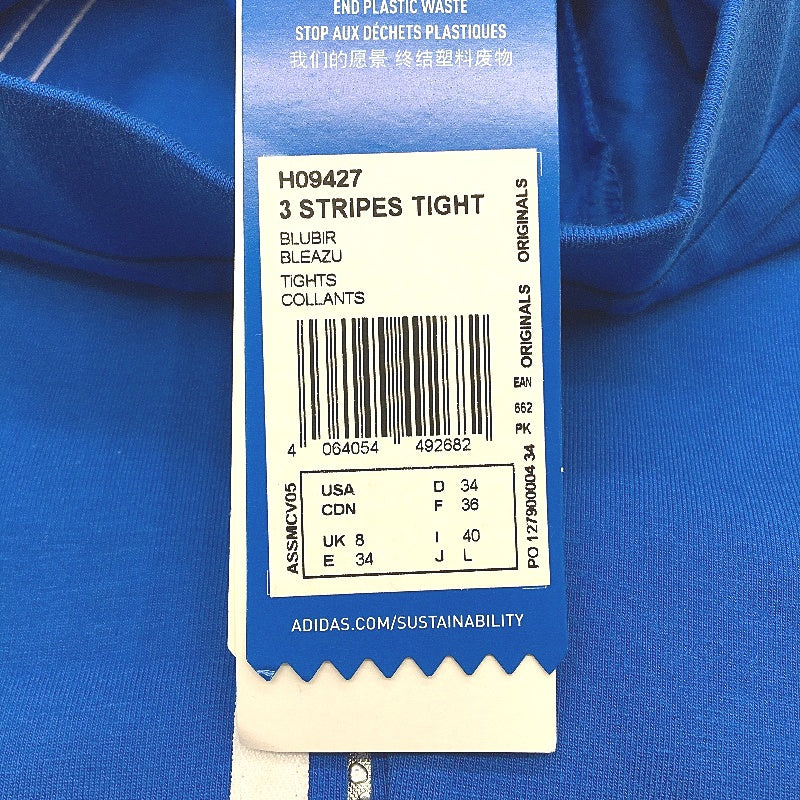 END PLASTIC WASTE
STOP AUX DÉCHETS PLASTIQUES
我们的愿景 终结塑料废物
H09427
3 STRIPES TIGHT
BLUBIR
BLEAZU
TIGHTS
COLLANTS
ORIGINALS
ORIGINALS
EAN
662
PK
4 064054 492682
ASSMCV05
USA D 34
CDN F 36
UK 8 I 40
E 34 J L
PO 127900004 34
ADIDAS.COM/SUSTAINABILITY